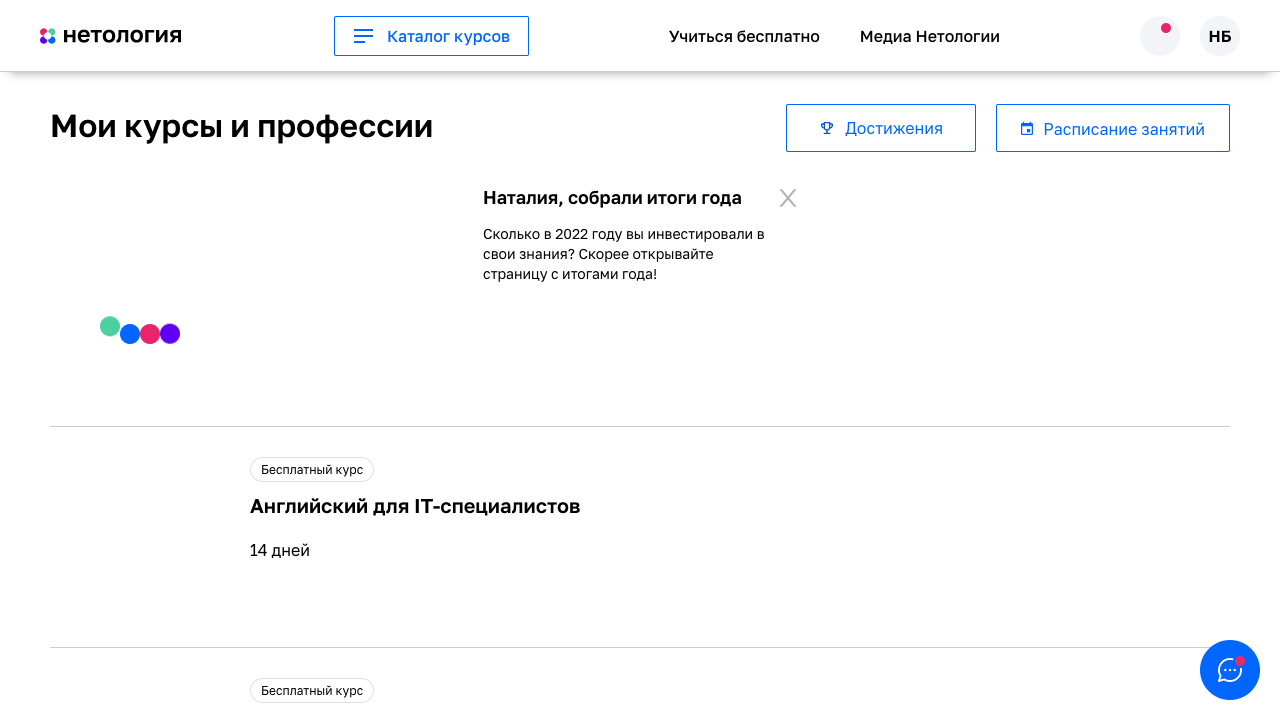 нетология
Каталог курсов
Учиться бесплатно
Медиа Нетологии
НБ
Мои курсы и профессии
Достижения
Расписание занятий
Наталия, собрали итоги года
Сколько в 2022 году вы инвестировали в
свои знания? Скорее открывайте
страницу с итогами года!
Бесплатный курс
Английский для IT-специалистов
14 дней
Бесплатный курс